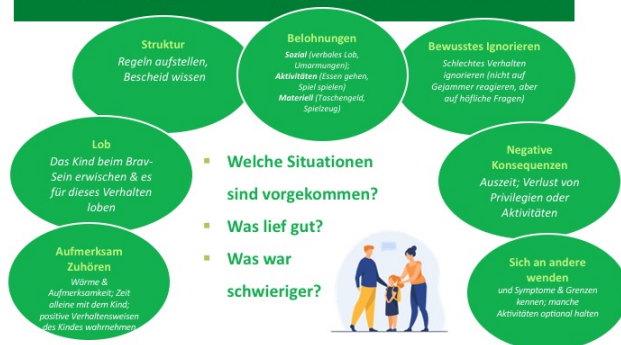 Struktur
Regeln aufstellen,
Bescheid wissen
Belohnungen
Sozial (verbales Lob,
Umarmungen);
Aktivitäten (Essen gehen,
Spiel spielen)
Materiell (Taschengeld,
Spielzeug)
Bewusstes Ignorieren
Schlechtes Verhalten
ignorieren (nicht auf
Gejammer reagieren, aber
auf höfliche Fragen)
Lob
Das Kind beim Brav-
Sein erwischen & es
für dieses Verhalten
loben
▪ Welche Situationen
sind vorgekommen?
▪ Was lief gut?
▪ Was war
schwieriger?
Negative
Konsequenzen
Auszeit; Verlust von
Privilegien oder
Aktivitäten
Aufmerksam
Zuhören
Wärme &
Aufmerksamkeit; Zeit
alleine mit dem Kind;
positive Verhaltensweisen
des Kindes wahrnehmen
Sich an andere
wenden
und Symptome & Grenzen
kennen; manche
Aktivitäten optional halten